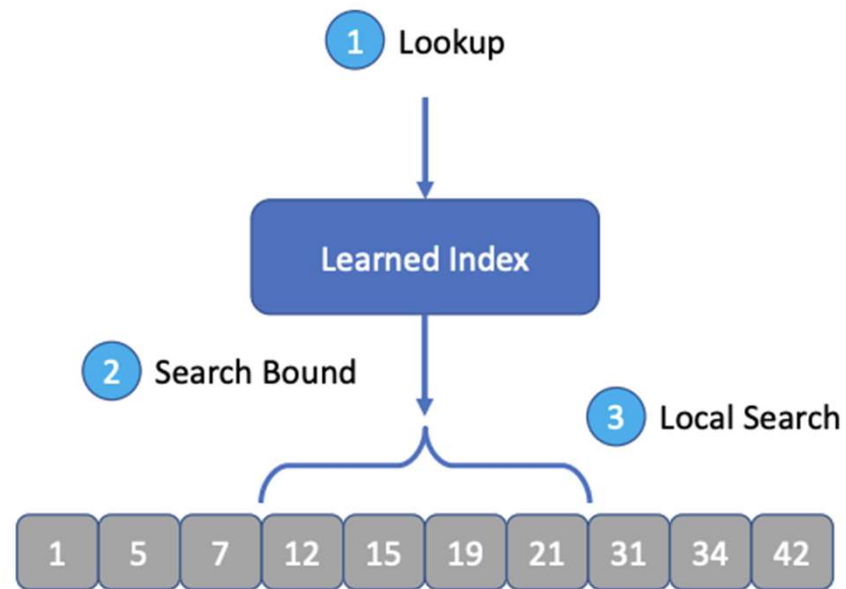 1 Lookup
Learned Index
2 Search Bound
3 Local Search
1 5 7 12 15 19 21 31 34 42